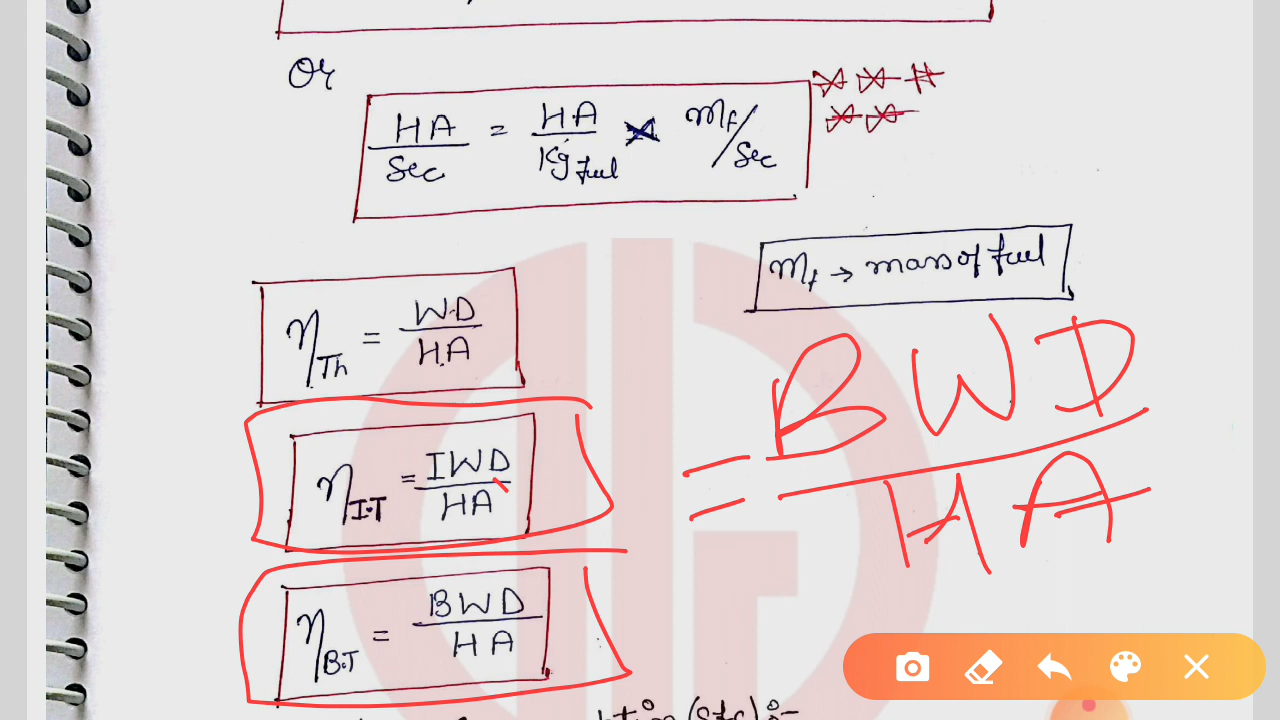 Or
HA/Sec = H.A/Kg fuel × Mf/Sec
Mf → mass of fuel
ηTh = W.D/H.A
BWD
ηI.T = IWD/HA
= HA
ηB.T = BWD/HA
(Sfc) :-